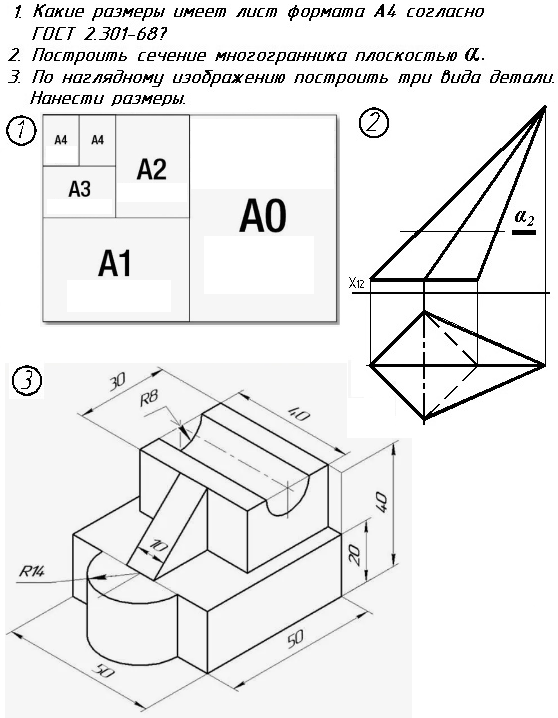 1. Какие размеры имеет лист формата А4 согласно
ГОСТ 2.301-68?
2. Построить сечение многогранника плоскостью α.
3. По наглядному изображению построить три вида детали.
Нанести размеры.
1
2
A4 A4
A3
A2
A1
A0
α2
X12
3
30
R8
40
40
10
20
R14
50
50